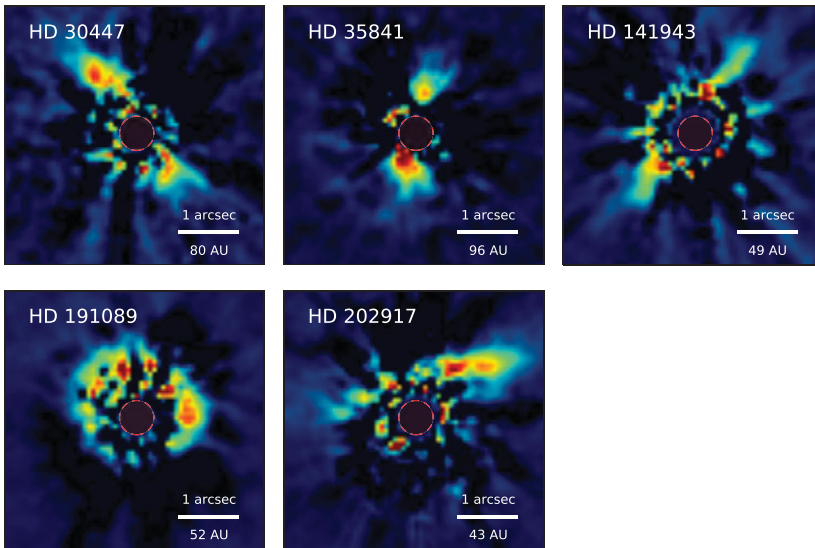 HD 30447
1 arcsec
80 AU
HD 35841
1 arcsec
96 AU
HD 141943
1 arcsec
49 AU
HD 191089
1 arcsec
52 AU
HD 202917
1 arcsec
43 AU